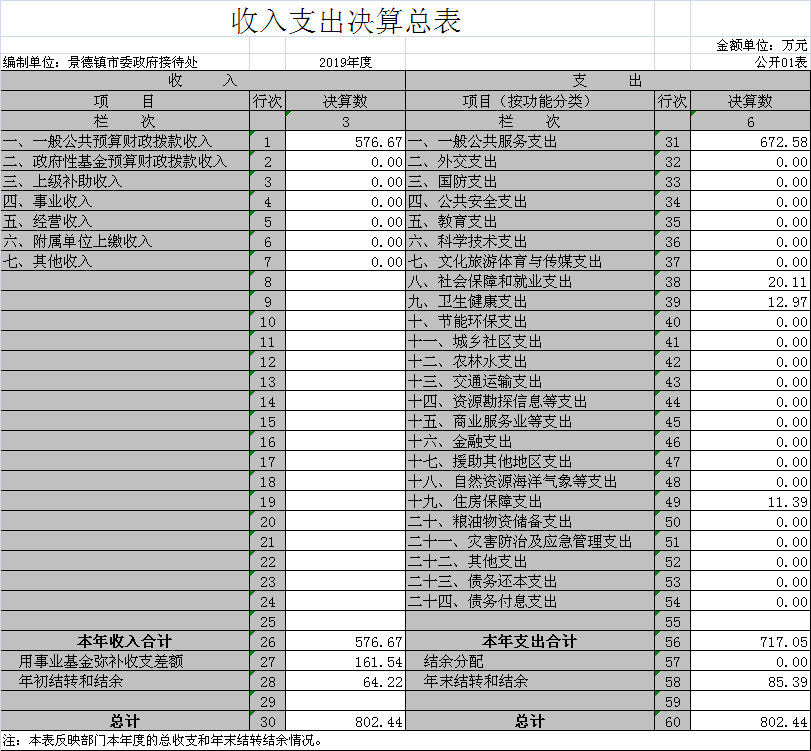 收入支出决算总表
金额单位：万元
编制单位：景德镇市委政府接待处 2019年度 公开01表
收 入 支 出
项 目 行次 决算数 项目（按功能分类） 行次 决算数
栏 次 3 栏 次 6
一、一般公共预算财政拨款收入 1 576.67 一、一般公共服务支出 31 672.58
二、政府性基金预算财政拨款收入 2 0.00 二、外交支出 32 0.00
三、上级补助收入 3 0.00 三、国防支出 33 0.00
四、事业收入 4 0.00 四、公共安全支出 34 0.00
五、经营收入 5 0.00 五、教育支出 35 0.00
六、附属单位上缴收入 6 0.00 六、科学技术支出 36 0.00
七、其他收入 7 0.00 七、文化旅游体育与传媒支出 37 0.00
8 八、社会保障和就业支出 38 20.11
9 九、卫生健康支出 39 12.97
10 十、节能环保支出 40 0.00
11 十一、城乡社区支出 41 0.00
12 十二、农林水支出 42 0.00
13 十三、交通运输支出 43 0.00
14 十四、资源勘探信息等支出 44 0.00
15 十五、商业服务业等支出 45 0.00
16 十六、金融支出 46 0.00
17 十七、援助其他地区支出 47 0.00
18 十八、自然资源海洋气象等支出 48 0.00
19 十九、住房保障支出 49 11.39
20 二十、粮油物资储备支出 50 0.00
21 二十一、灾害防治及应急管理支出 51 0.00
22 二十二、其他支出 52 0.00
23 二十三、债务还本支出 53 0.00
24 二十四、债务付息支出 54 0.00
25 55
本年收入合计 26 576.67 本年支出合计 56 717.05
用事业基金弥补收支差额 27 161.54 结余分配 57 0.00
年初结转和结余 28 64.22 年末结转和结余 58 85.39
29 59
总计 30 802.44 总计 60 802.44
注：本表反映部门本年度的总收支和年末结转结余情况。